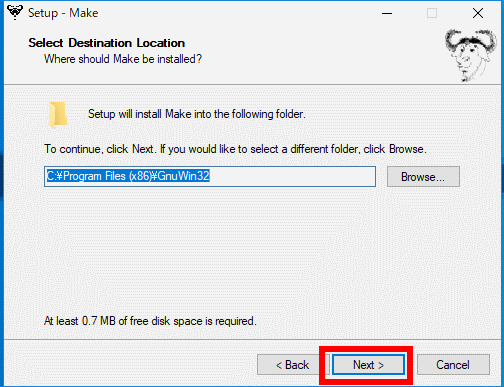 Setup - Make
Select Destination Location
Where should Make be installed?
Setup will install Make into the following folder.
To continue, click Next. If you would like to select a different folder, click Browse.
C:¥Program Files (x86)¥GnuWin32
Browse...
At least 0.7 MB of free disk space is required.
< Back
Next >
Cancel